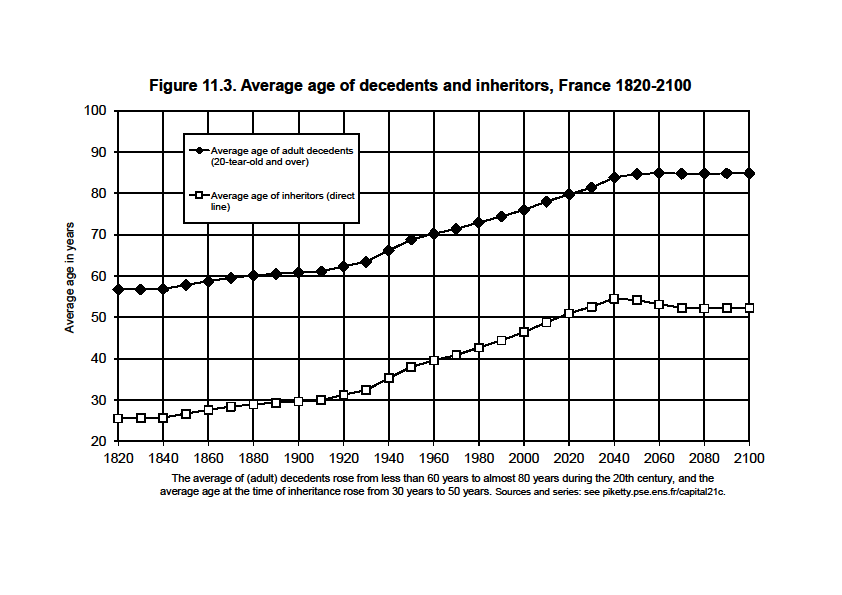 Figure 11.3. Average age of decedents and inheritors, France 1820-2100
100
90
80
70
60
50
40
30
20
Average age in years
Average age of adult decedents
(20-tear-old and over)
Average age of inheritors (direct
line)
1820 1840 1860 1880 1900 1920 1940 1960 1980 2000 2020 2040 2060 2080 2100
The average of (adult) decedents rose from less than 60 years to almost 80 years during the 20th century, and the
average age at the time of inheritance rose from 30 years to 50 years. Sources and series: see piketty.pse.ens.fr/capital21c.